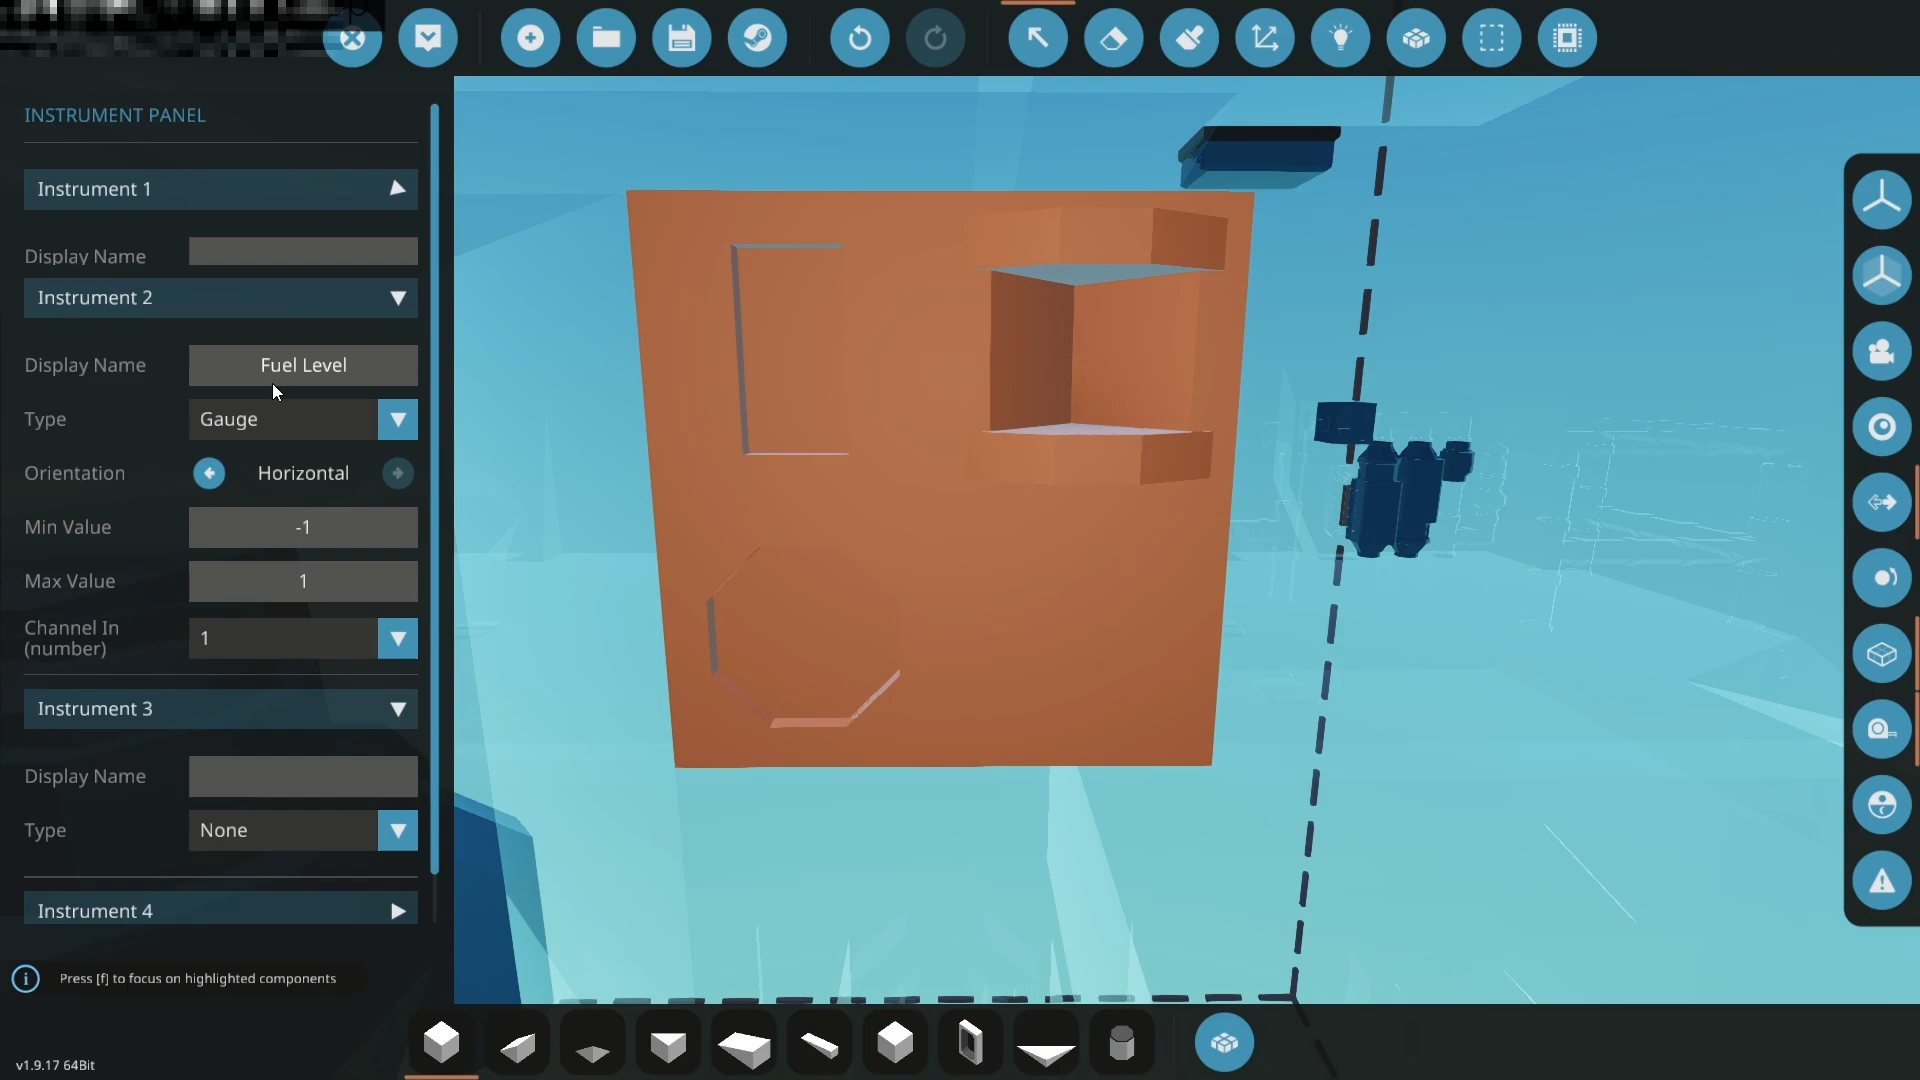 INSTRUMENT PANEL
Instrument 1
Display Name
Instrument 2
Display Name Fuel Level
Type Gauge
Orientation Horizontal
Min Value -1
Max Value 1
Channel In
(number) 1
Instrument 3
Display Name
Type None
Instrument 4
Press [f] to focus on highlighted components
v1.9.17 64Bit